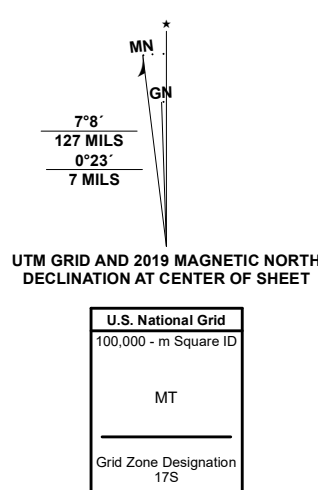 MN
GN
7°8´
127 MILS
0°23´
7 MILS
UTM GRID AND 2019 MAGNETIC NORTH
DECLINATION AT CENTER OF SHEET
U.S. National Grid
100,000 - m Square ID
MT
Grid Zone Designation
17S